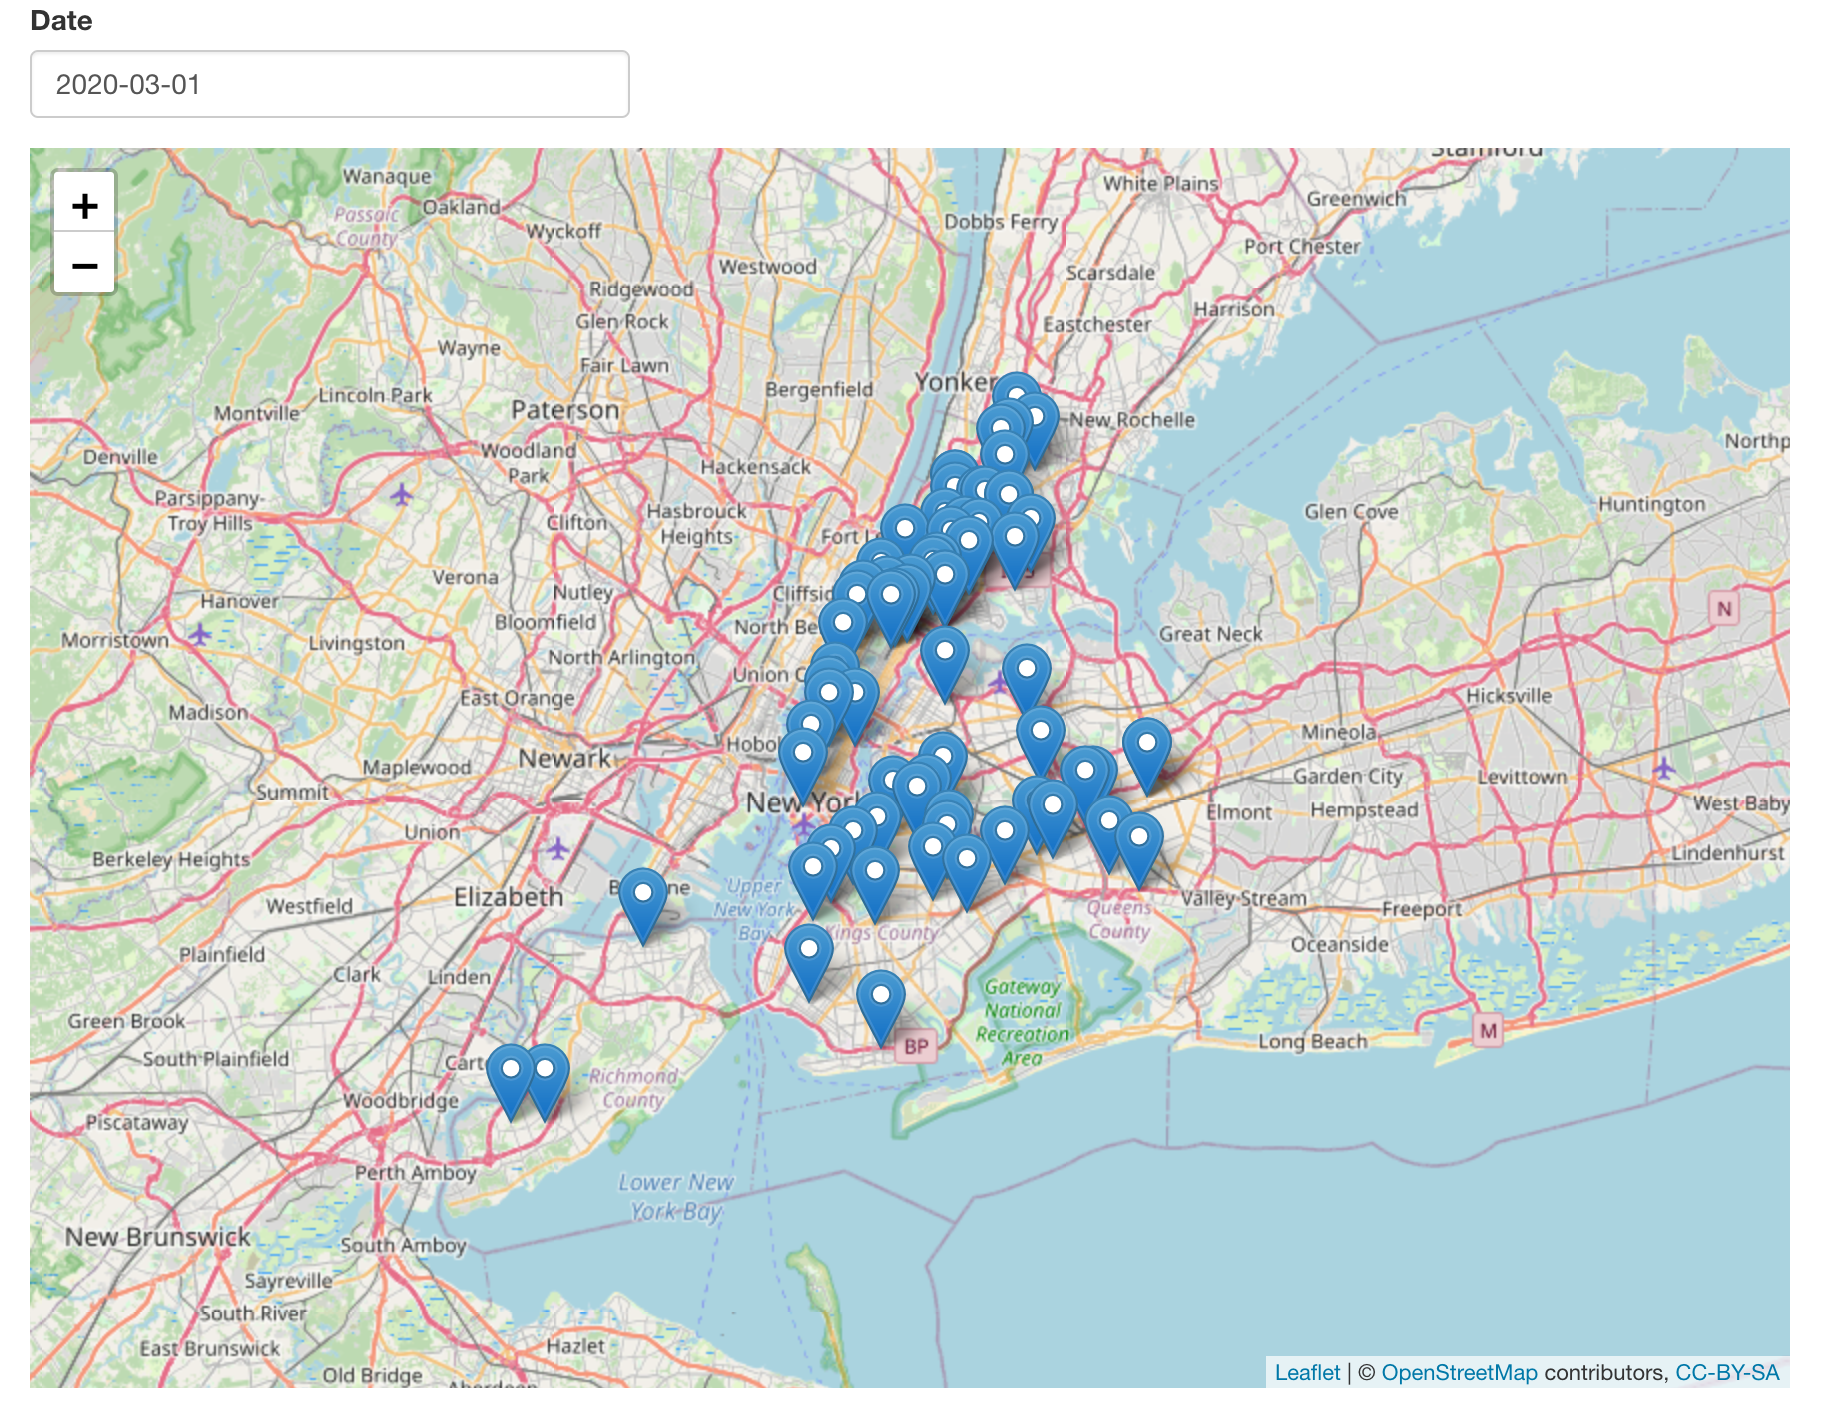 Date
2020-03-01
+
−
Stamford
Wanaque
White Plains
Greenwich
Oakland
Passaic
County
Dobbs Ferry
Wyckoff
Port Chester
Westwood
Scarsdale
Ridgewood
Harrison
Glen Rock
Eastchester
Wayne
Fair Lawn
Yonker
Bergenfield
Lincoln Park
Paterson
Montville
New Rochelle
Northp
Woodland
Park
Denville
Hackensack
Parsippany-
Troy Hills
Huntington
Hasbrouck
Heights
Glen Cove
Clifton
Fort L
Verona
Nutley
Cliffsid
Hanover
N
Bloomfield
North Be
Great Neck
Morristown
Livingston
North Arlington
Union C
East Orange
Hicksville
Madison
Mineola
Hobok
Newark
Maplewood
Garden City
Levittown
Summit
New York
Hempstead
West Baby
Elmont
Union
Berkeley Heights
Lindenhurst
B
ne
Upper
New York
Bay
Elizabeth
Westfield
Valley Stream
Freeport
Queens
County
Kings County
Oceanside
Plainfield
Clark
Linden
Gateway
National
Recreation
Area
Green Brook
M
Long Beach
BP
South Plainfield
Cart
Richmond
County
Woodbridge
Piscataway
Perth Amboy
Lower New
York Bay
New Brunswick
South Amboy
Sayreville
South River
East Brunswick
Hazlet
Old Bridge
Aberdeen
Leaflet | © OpenStreetMap contributors, CC-BY-SA